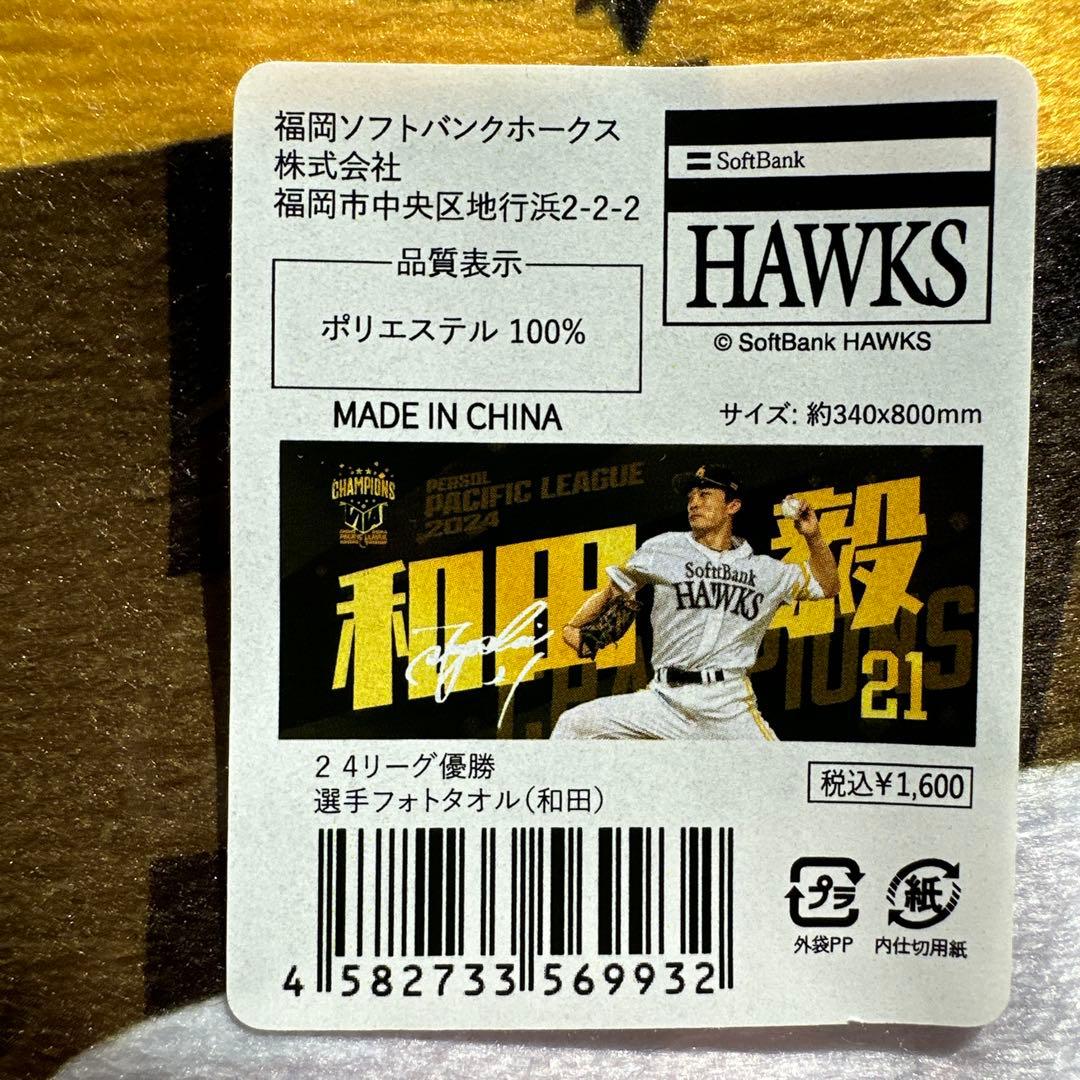 福岡ソフトバンクホークス
株式会社
福岡市中央区地行浜2-2-2
品質表示
ポリエステル 100%
MADE IN CHINA
SoftBank
HAWKS
© SoftBank HAWKS
サイズ: 約340x800mm
CHAMPIONS
PACIFIC LEAGUE
PERSOL
PACIFIC LEAGUE
2024
和田 毅
SoftBank
HAWKS
CHAMPIONS
21
2 4リーグ優勝
選手フォトタオル(和田)
税込¥1,600
4 582733 569932
プラ
外袋PP
紙
内仕切用紙